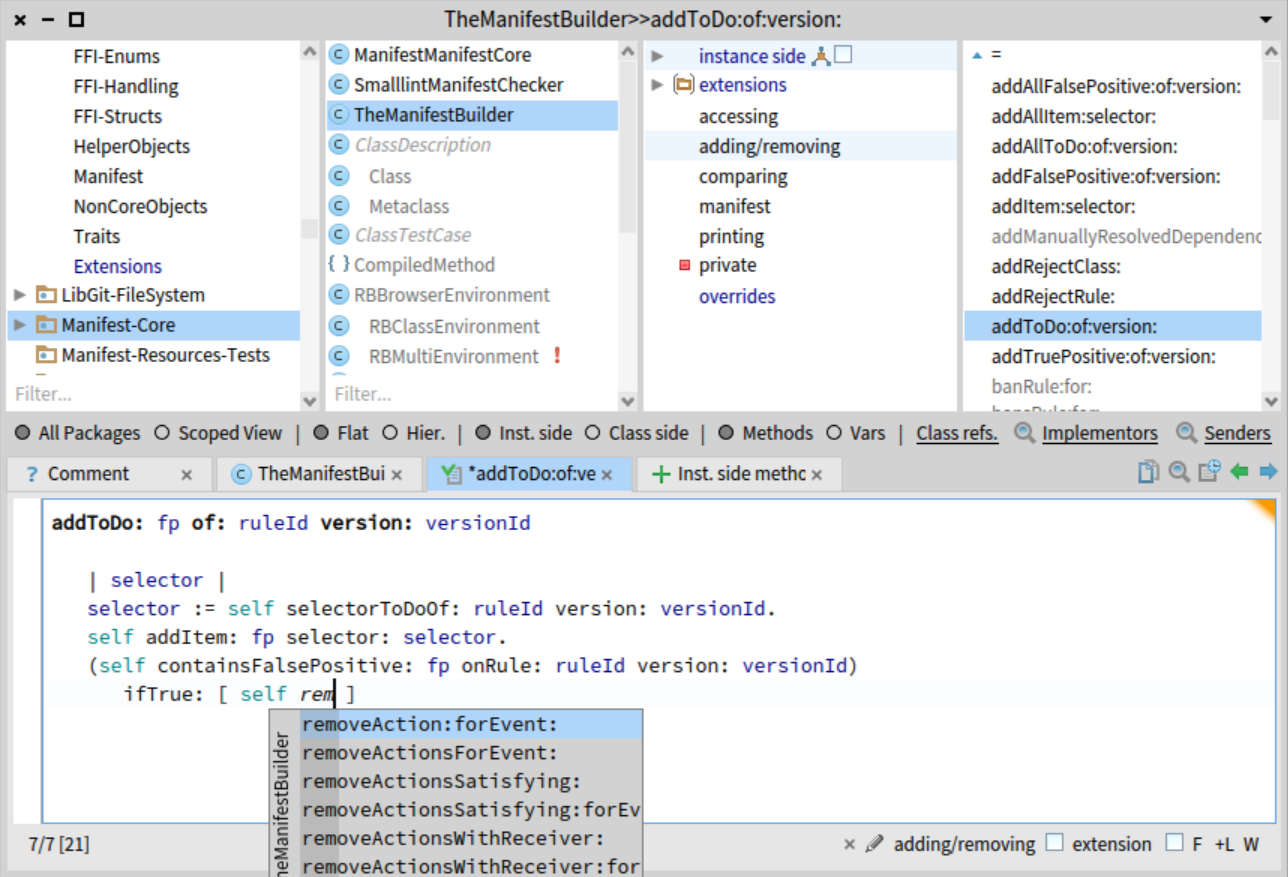 TheManifestBuilder>>addToDo:of:version:
FFI-Enums
FFI-Handling
FFI-Structs
HelperObjects
Manifest
NonCoreObjects
Traits
Extensions
LibGit-FileSystem
Manifest-Core
Manifest-Resources-Tests
Filter...
ManifestManifestCore
SmalllintManifestChecker
TheManifestBuilder
ClassDescription
Class
Metaclass
ClassTestCase
{ } CompiledMethod
RBBrowserEnvironment
RBClassEnvironment
RBMultiEnvironment !
Filter...
instance side
extensions
accessing
adding/removing
comparing
manifest
printing
private
overrides
=
addAllFalsePositive:of:version:
addAllItem:selector:
addAllToDo:of:version:
addFalsePositive:of:version:
addItem:selector:
addManuallyResolvedDependenc
addRejectClass:
addRejectRule:
addToDo:of:version:
addTruePositive:of:version:
banRule:for:
All Packages Scoped View | Flat Hier. | Inst. side Class side | Methods Vars | Class refs. Implementors Senders
? Comment × C TheManifestBui × *addToDo:of:ve × Inst. side methc ×
addToDo: fp of: ruleId version: versionId
| selector |
selector := self selectorToDoOf: ruleId version: versionId.
self addItem: fp selector: selector.
(self containsFalsePositive: fp onRule: ruleId version: versionId)
ifTrue: [ self rem ]
removeAction:forEvent:
removeActionsForEvent:
removeActionsSatisfying:
removeActionsSatisfying:forEv
removeActionsWithReceiver:
removeActionsWithReceiver:for
heManifestBuilder
7/7 [21]
× adding/removing extension F +L W